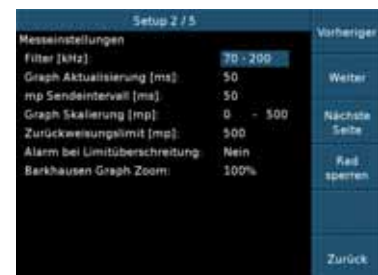 Setup 2 / 5
Messeinstellungen
Filter [kHz]: 70 - 200
Graph Aktualisierung [ms]: 50
mp Sendeintervall [ms]: 50
Graph Skalierung [mp]: 0 - 500
Zurückweisungslimit [mp]: 500
Alarm bei Limitüberschreitung: Nein
Barkhausen Graph Zoom: 100%
Vorheriger
Weiter
Nächste
Seite
Rad
sperren
Zurück